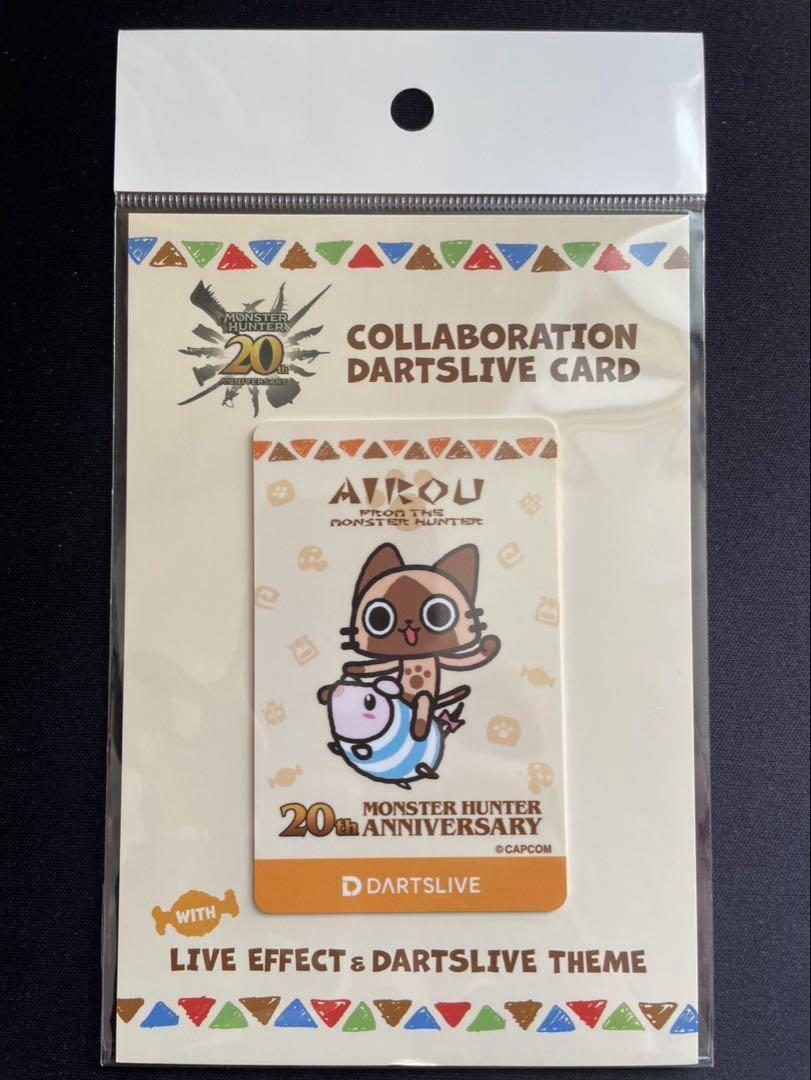 MONSTER
HUNTER
20th
ANNIVERSARY
COLLABORATION
DARTSLIVE CARD
AIROU
FROM THE
MONSTER HUNTER
20th MONSTER HUNTER
ANNIVERSARY
©CAPCOM
D DARTSLIVE
WITH
LIVE EFFECT & DARTSLIVE THEME